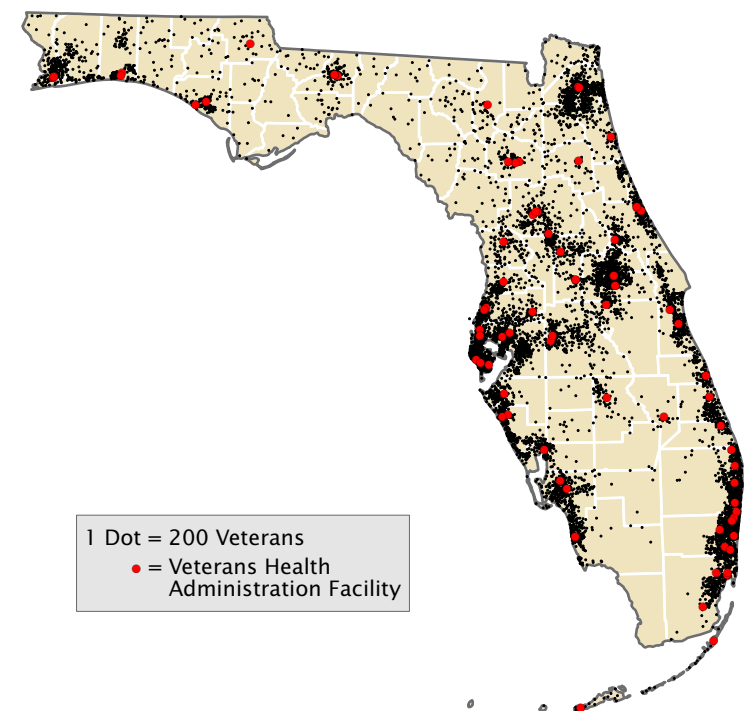 1 Dot = 200 Veterans
= Veterans Health
Administration Facility